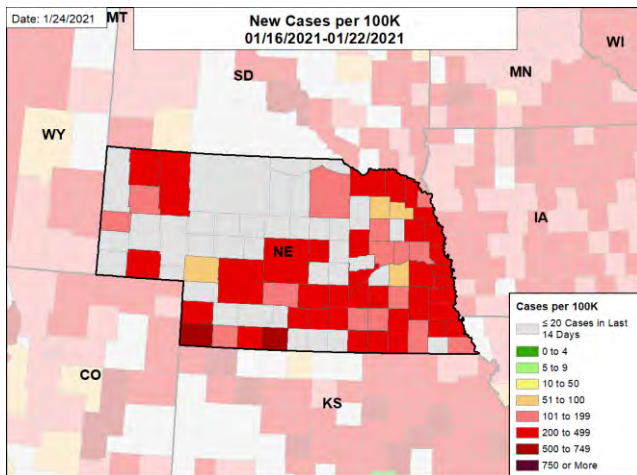 Date: 1/24/2021
New Cases per 100K
01/16/2021-01/22/2021
MT
WI
SD
MN
WY
IA
NE
CO
KS
Cases per 100K
≤ 20 Cases in Last
14 Days
0 to 4
5 to 9
10 to 50
51 to 100
101 to 199
200 to 499
500 to 749
750 or More